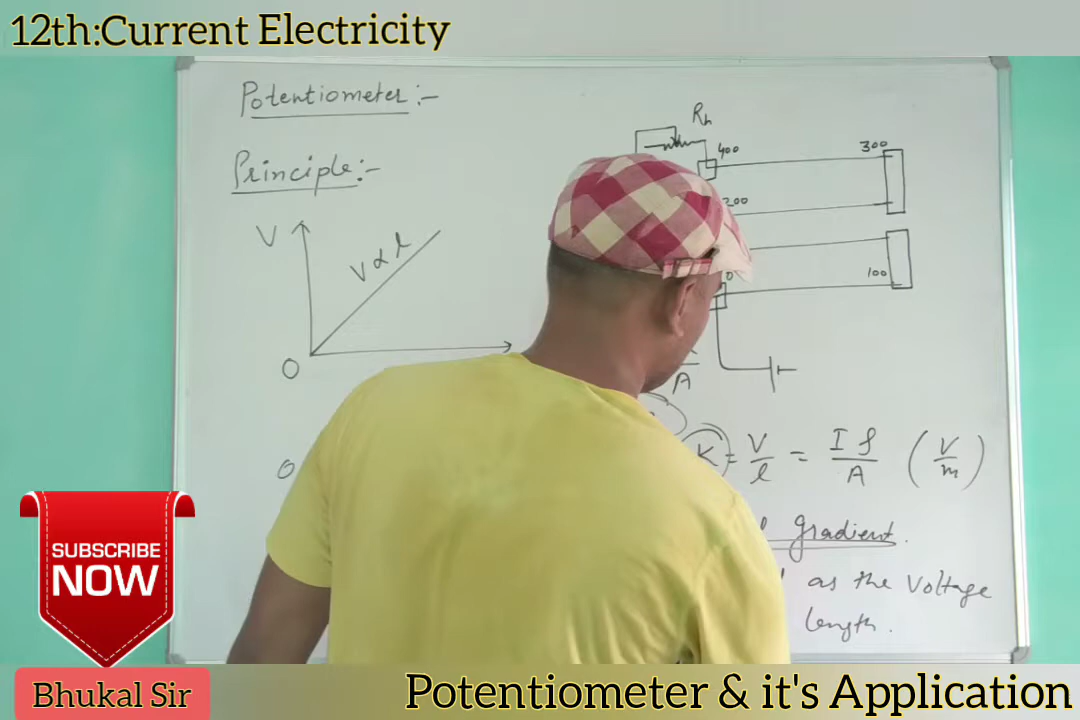 12th:Current Electricity
Potentiometer :-
Principle :-
V
V ∝ l
O
O
Rh
400
300
200
100
0
A
K = V/l = Iρ/A (V/m)
gradient.
as the Voltage
length.
SUBSCRIBE
NOW
Bhukal Sir
Potentiometer & it's Application